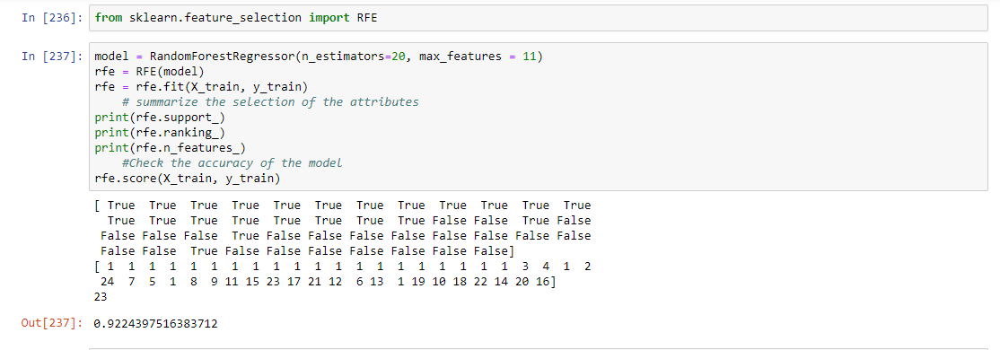 In [236]: from sklearn.feature_selection import RFE
In [237]: model = RandomForestRegressor(n_estimators=20, max_features = 11)
rfe = RFE(model)
rfe = rfe.fit(X_train, y_train)
# summarize the selection of the attributes
print(rfe.support_)
print(rfe.ranking_)
print(rfe.n_features_)
#Check the accuracy of the model
rfe.score(X_train, y_train)
[ True True True True True True True True True True True True
True True True True True True True True False False True False
False False False True False False False False False False False False
False False True False False False False False False False]
[ 1 1 1 1 1 1 1 1 1 1 1 1 1 1 1 1 1 1 1 1 3 4 1 2
24 7 5 1 8 9 11 15 23 17 21 12 6 13 1 19 10 18 22 14 20 16]
23
Out[237]: 0.9224397516383712